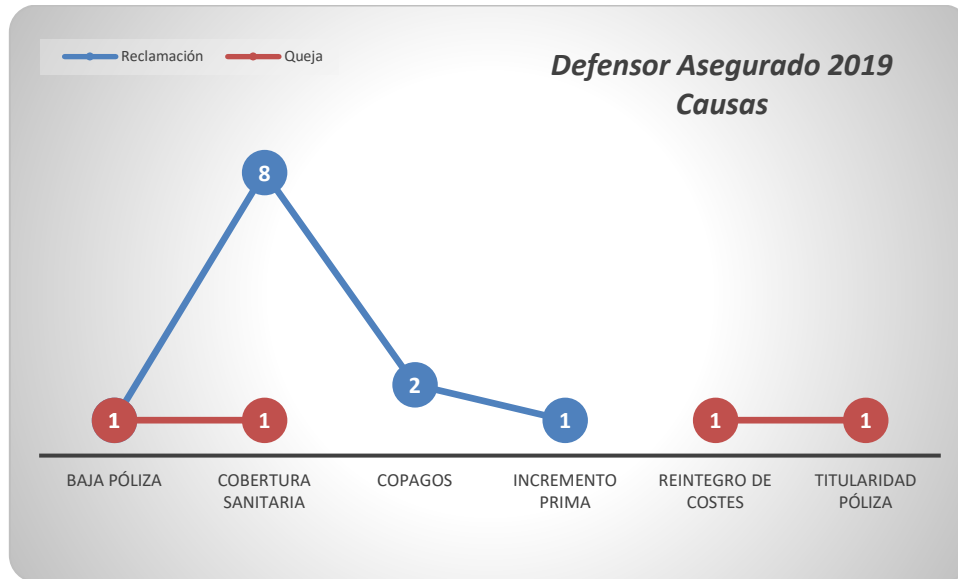 Reclamación Queja
Defensor Asegurado 2019
Causas
8
2
1 1 1 1 1
BAJA PÓLIZA COBERTURA COPAGOS INCREMENTO REINTEGRO DE TITULARIDAD
SANITARIA PRIMA COSTES PÓLIZA